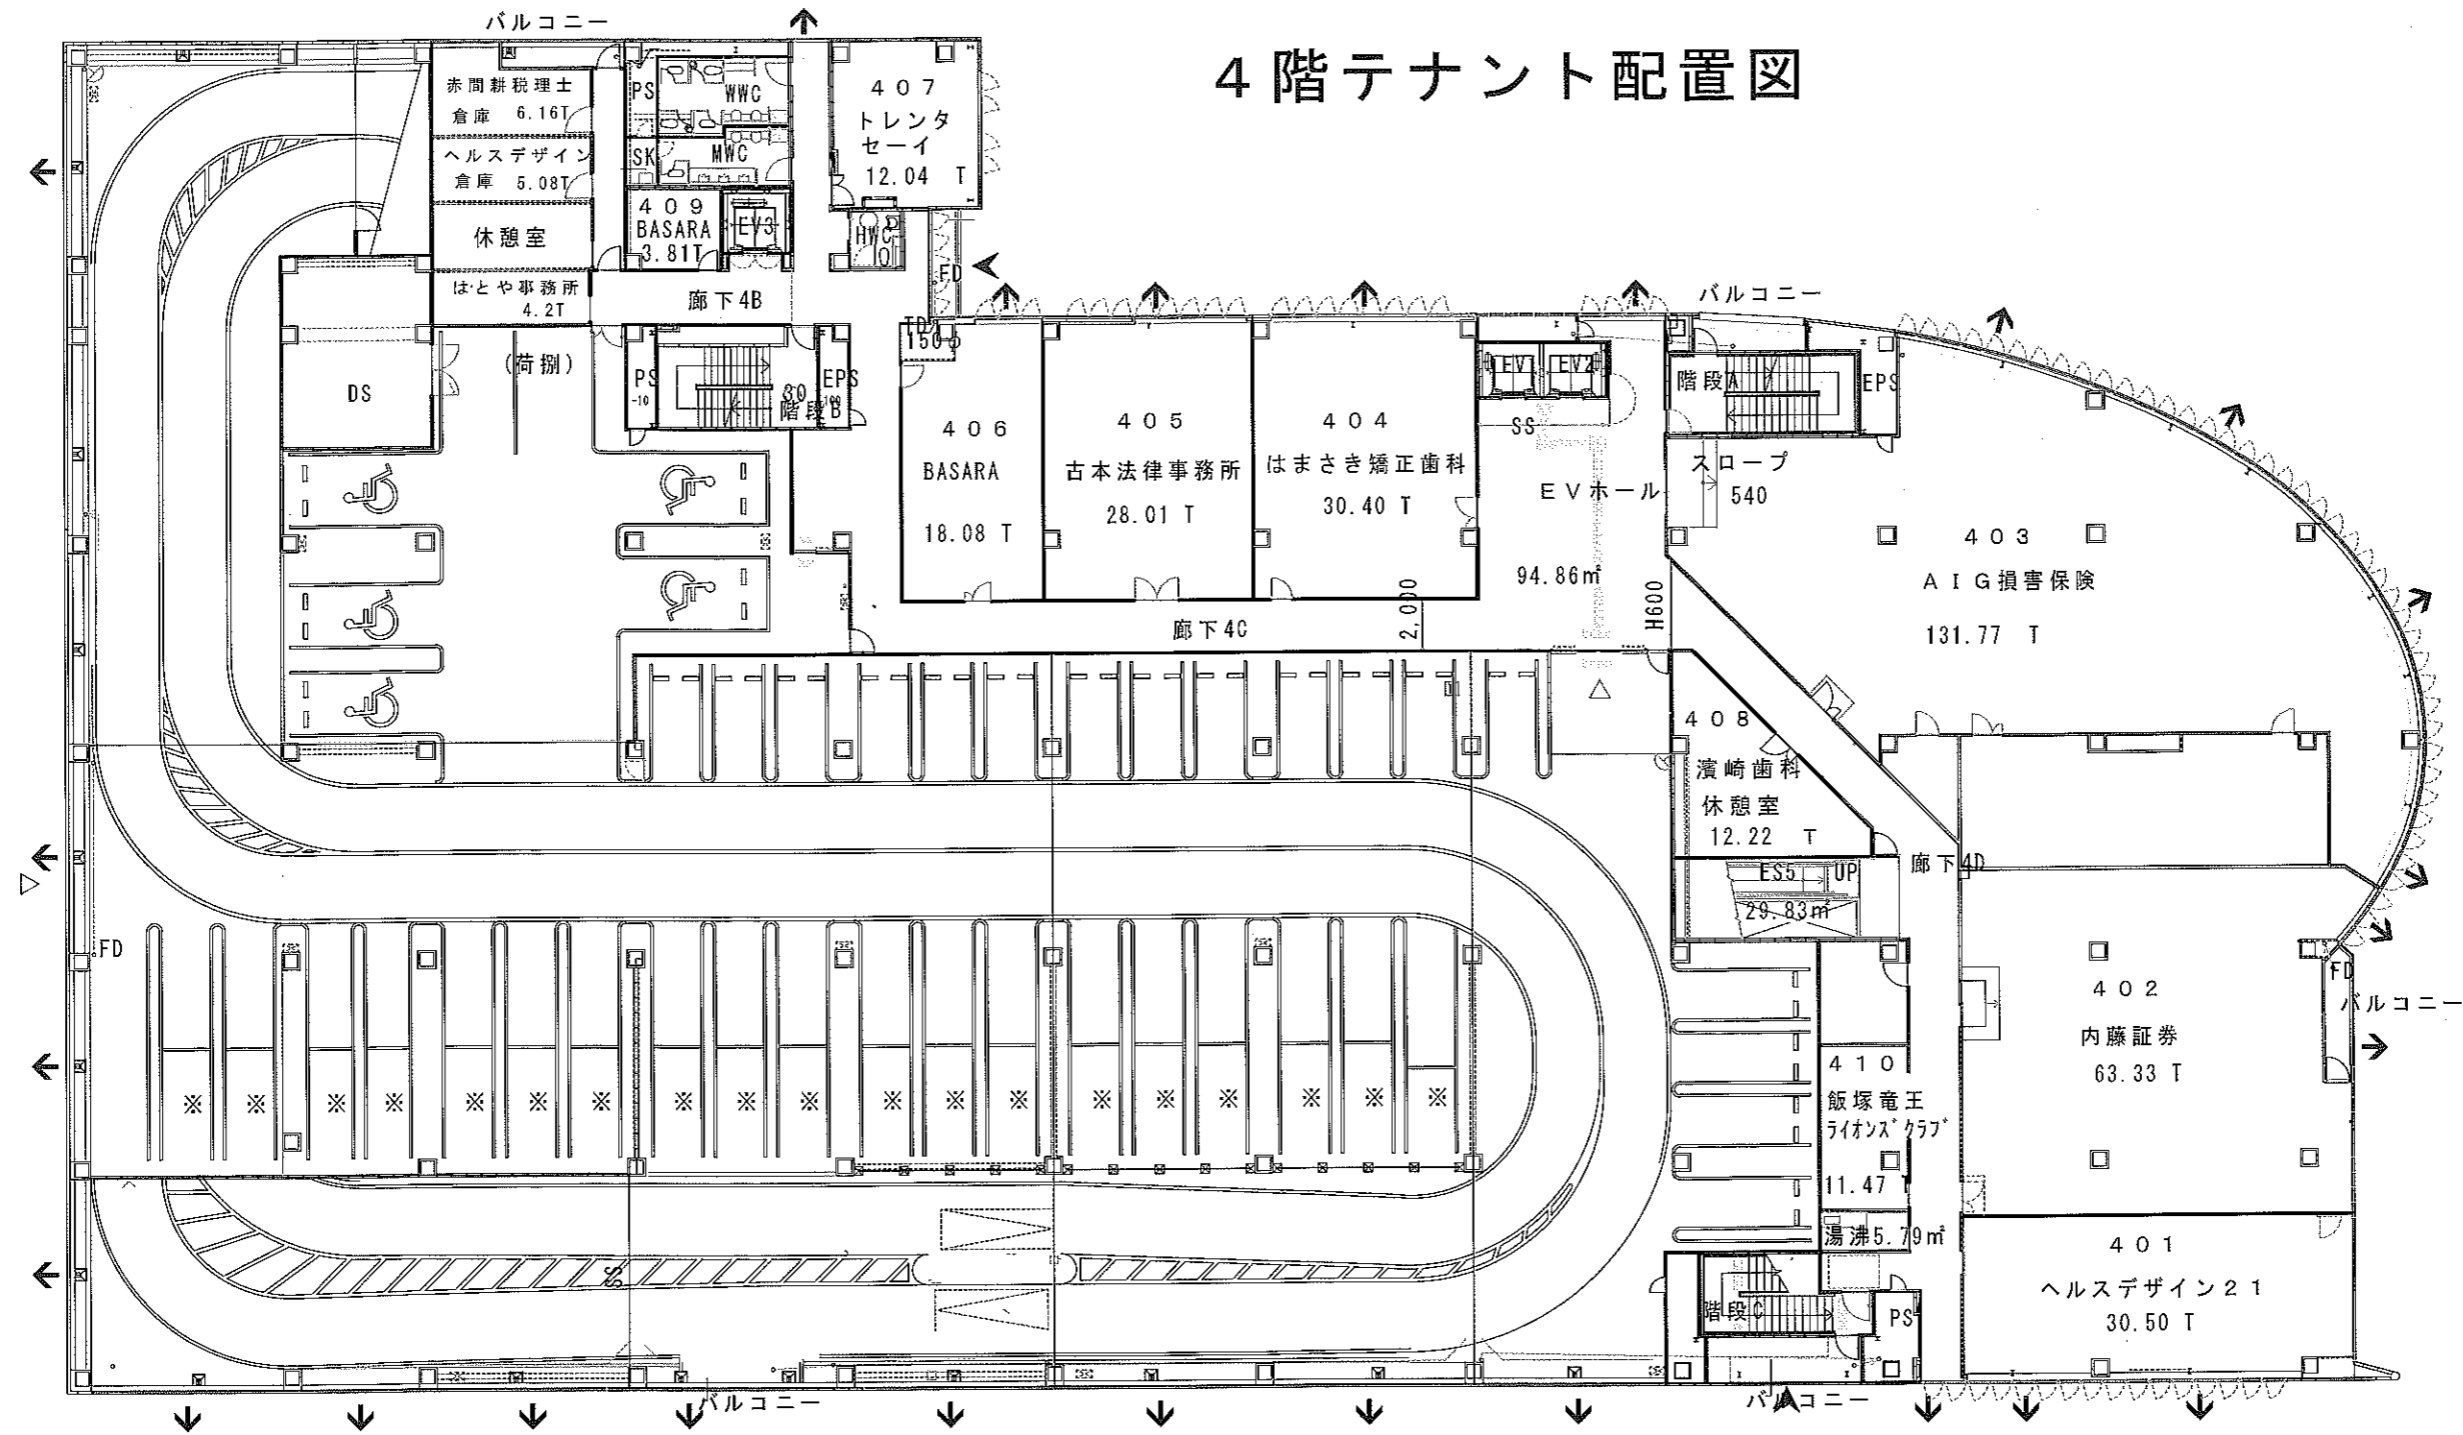 バルコニー
4階テナント配置図
赤間耕税理士
倉庫 6.16T
PS
WWC
407
トレンタ
セーイ
12.04 T
ヘルスデザイン
倉庫 5.08T
SK
MWC
409
BASARA
3.81T
EV3
HWC
休憩室
FD
はとや事務所
4.2T
廊下4B
バルコニー
150φ
(荷捌)
DS
PS
-10
30
階段B
EPS
100
406
BASARA
18.08 T
405
古本法律事務所
28.01 T
404
はまさき矯正歯科
30.40 T
EV
EV2
SS
階段A
EPS
スロープ
540
EVホール
94.86㎡
403
AIG損害保険
131.77 T
廊下4C
2,000
H600
408
濱崎歯科
休憩室
12.22 T
ES5
UP
29.83㎡
廊下4D
FD
402
内藤証券
63.33 T
FD
バルコニー
410
飯塚竜王
ライオンズクラブ
11.47 T
湯沸5.79㎡
※ ※ ※ ※ ※ ※ ※ ※ ※ ※ ※ ※ ※ ※ ※ ※ ※ ※ ※
401
ヘルスデザイン21
30.50 T
SS
階段C
PS
バルコニー
バルコニー